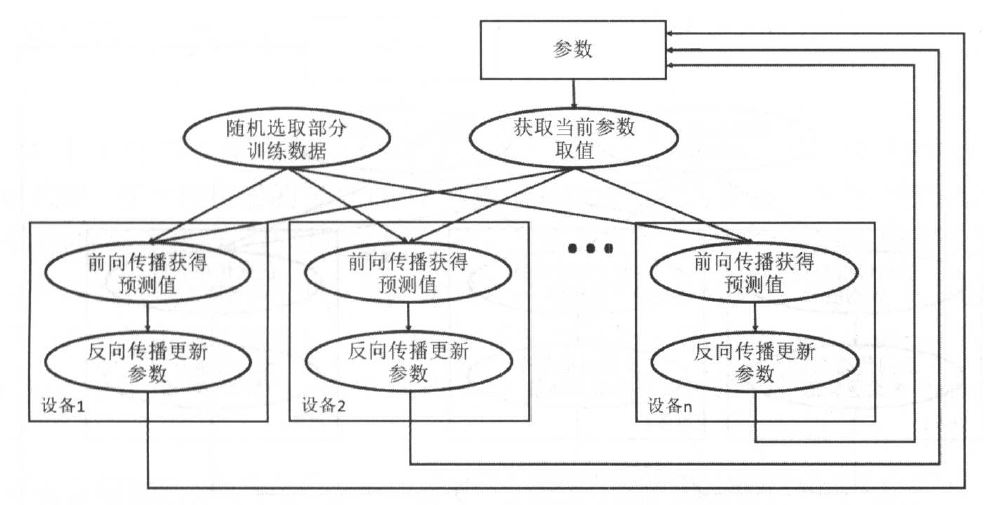 参数
随机选取部分
训练数据
获取当前参数
取值
前向传播获得
预测值
反向传播更新
参数
设备1
前向传播获得
预测值
反向传播更新
参数
设备2
•••
前向传播获得
预测值
反向传播更新
参数
设备n